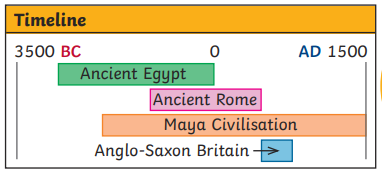 Timeline
3500 BC 0 AD 1500
Ancient Egypt
Ancient Rome
Maya Civilisation
Anglo-Saxon Britain